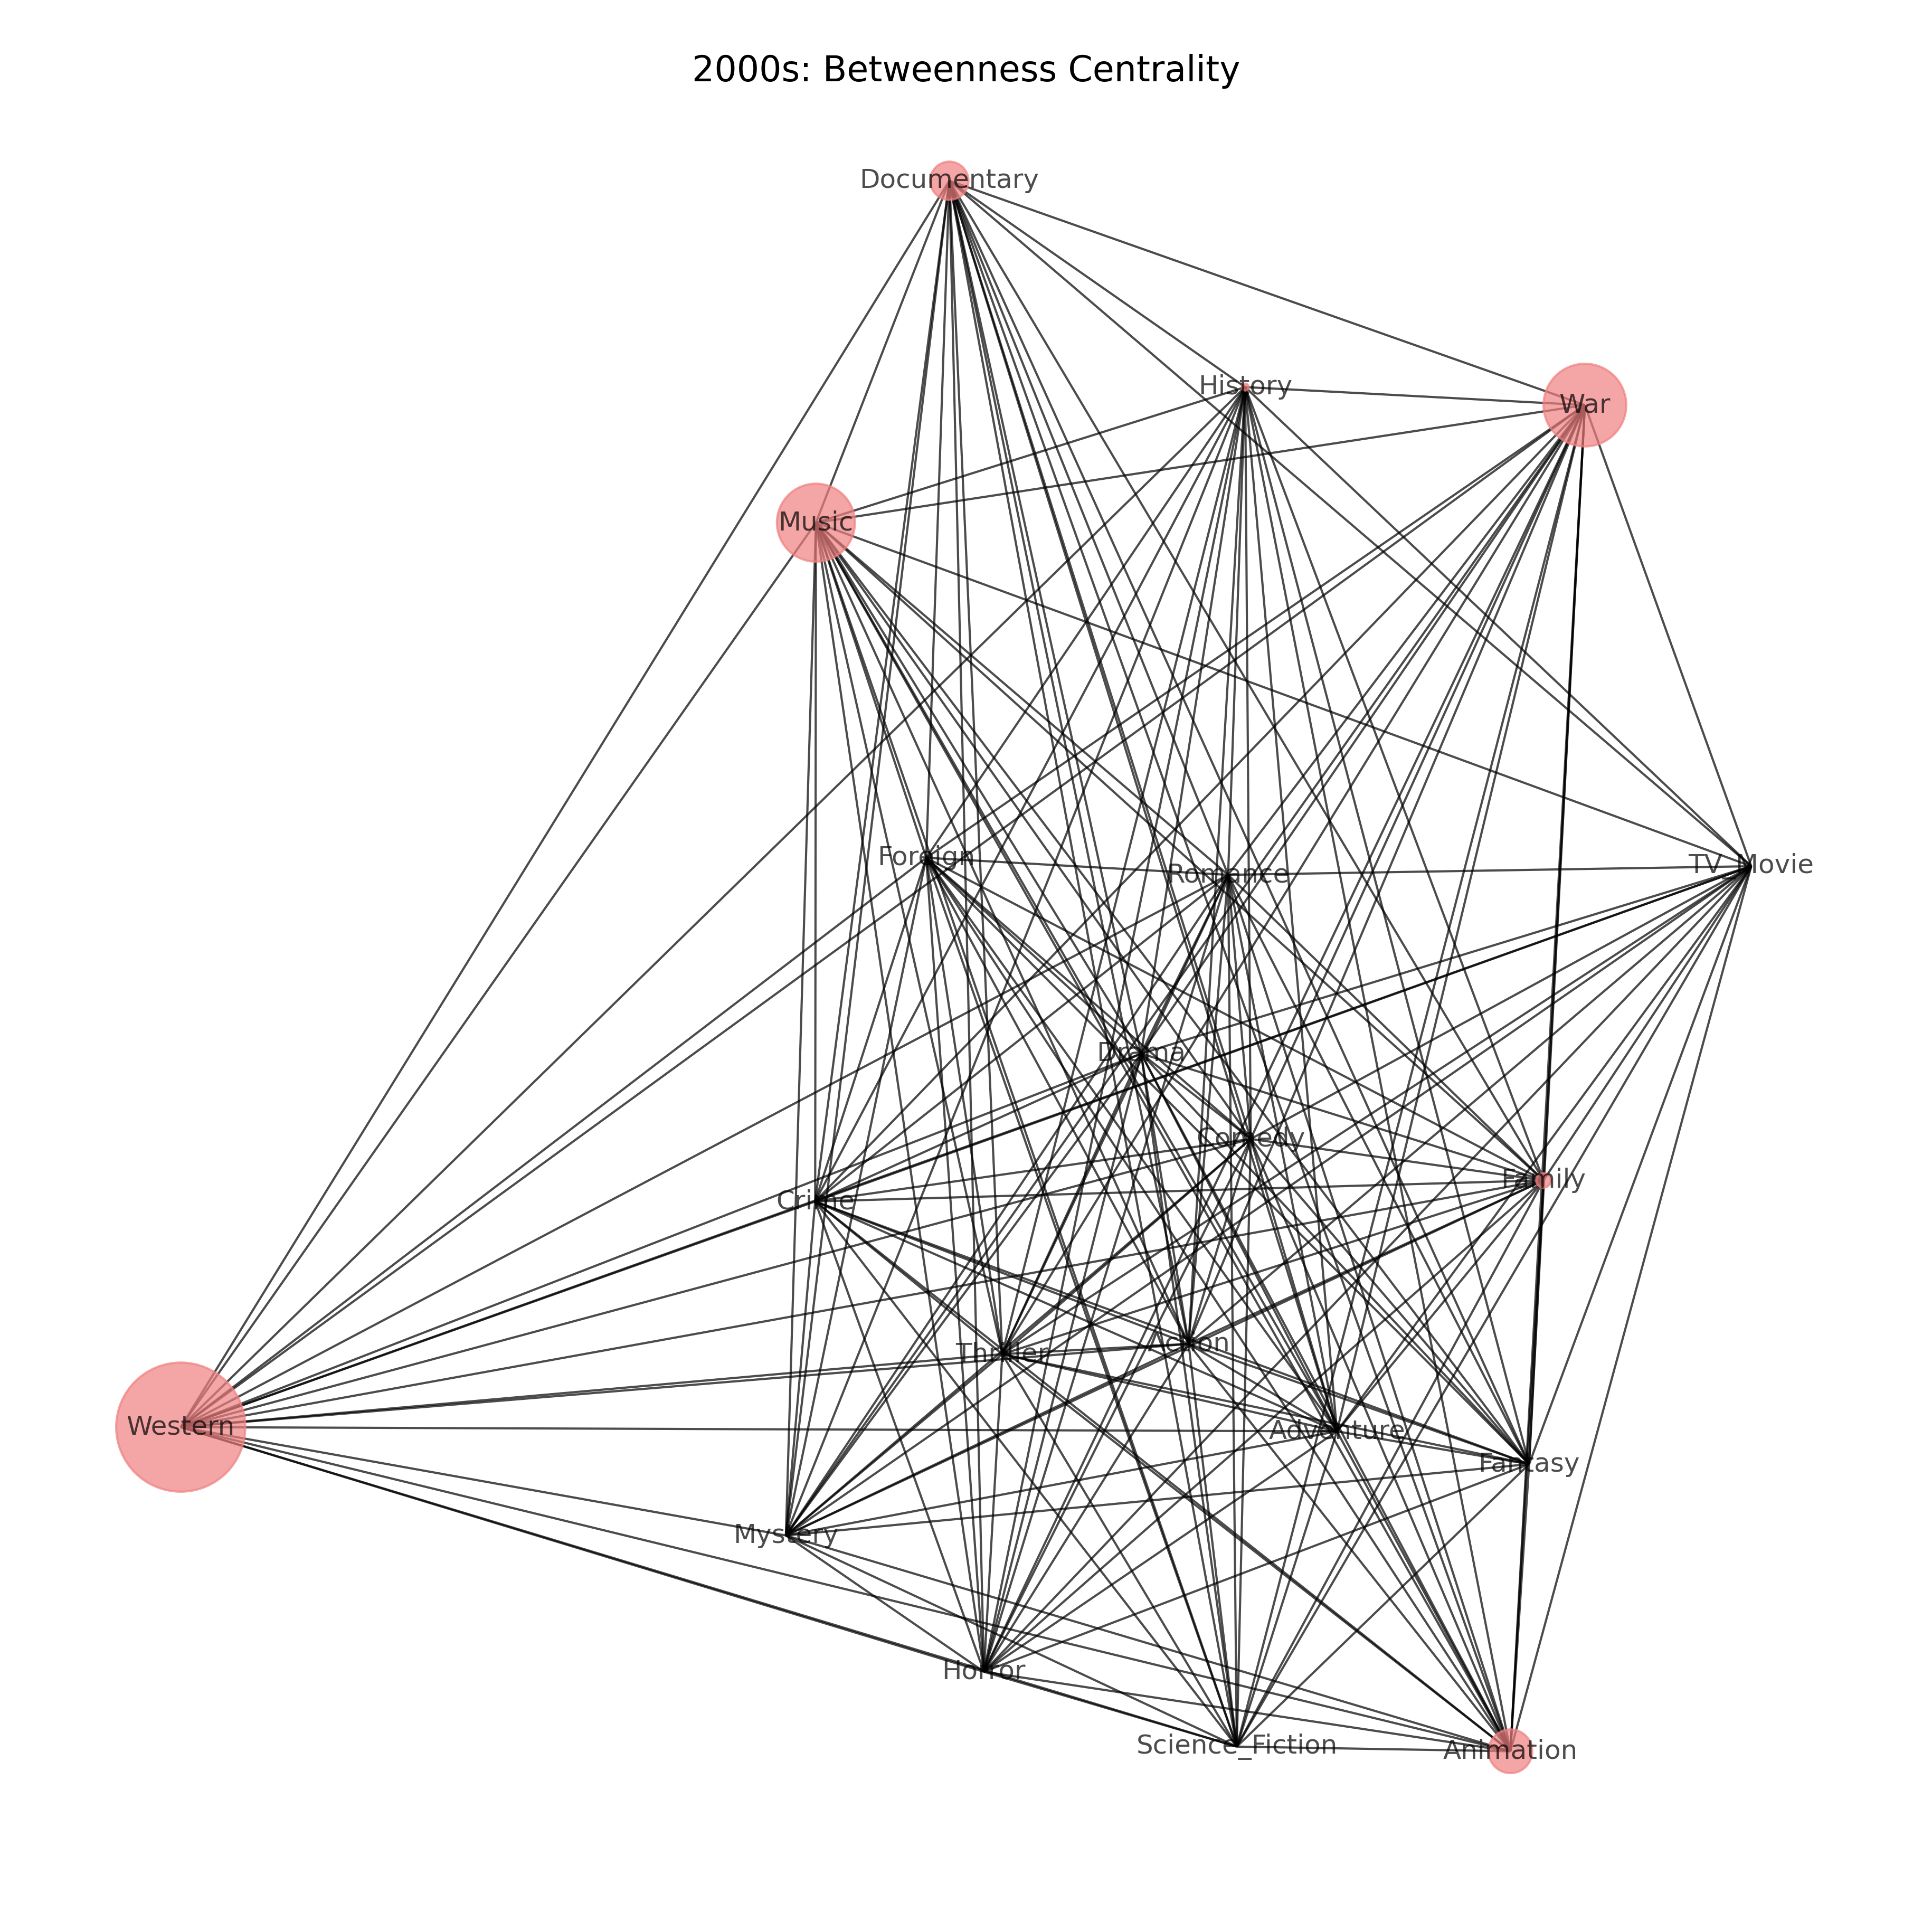 2000s: Betweenness Centrality
Documentary
History
War
Music
Foreign
Romance
TV_Movie
Drama
Comedy
Family
Crime
Thriller
Action
Western
Adventure
Fantasy
Mystery
Horror
Science_Fiction
Animation